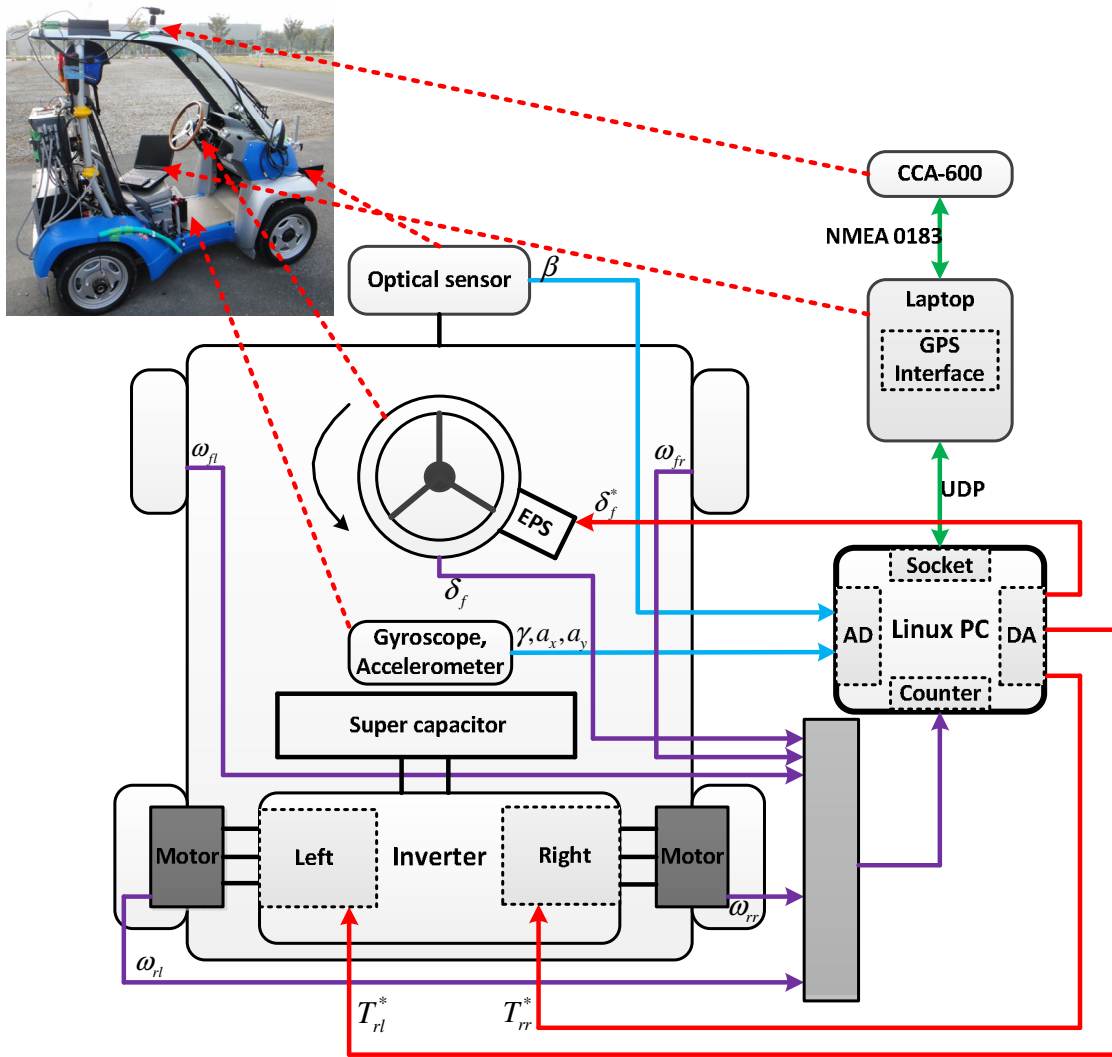 CCA-600
NMEA 0183
Optical sensor
β
Laptop
GPS
Interface
ω_fl
ω_fr
EPS
δ_f^*
UDP
δ_f
Socket
AD
Linux PC
DA
Counter
Gyroscope,
Accelerometer
γ,a_x,a_y
Super capacitor
Motor
Left
Inverter
Right
Motor
ω_rr
ω_rl
T_rl^*
T_rr^*